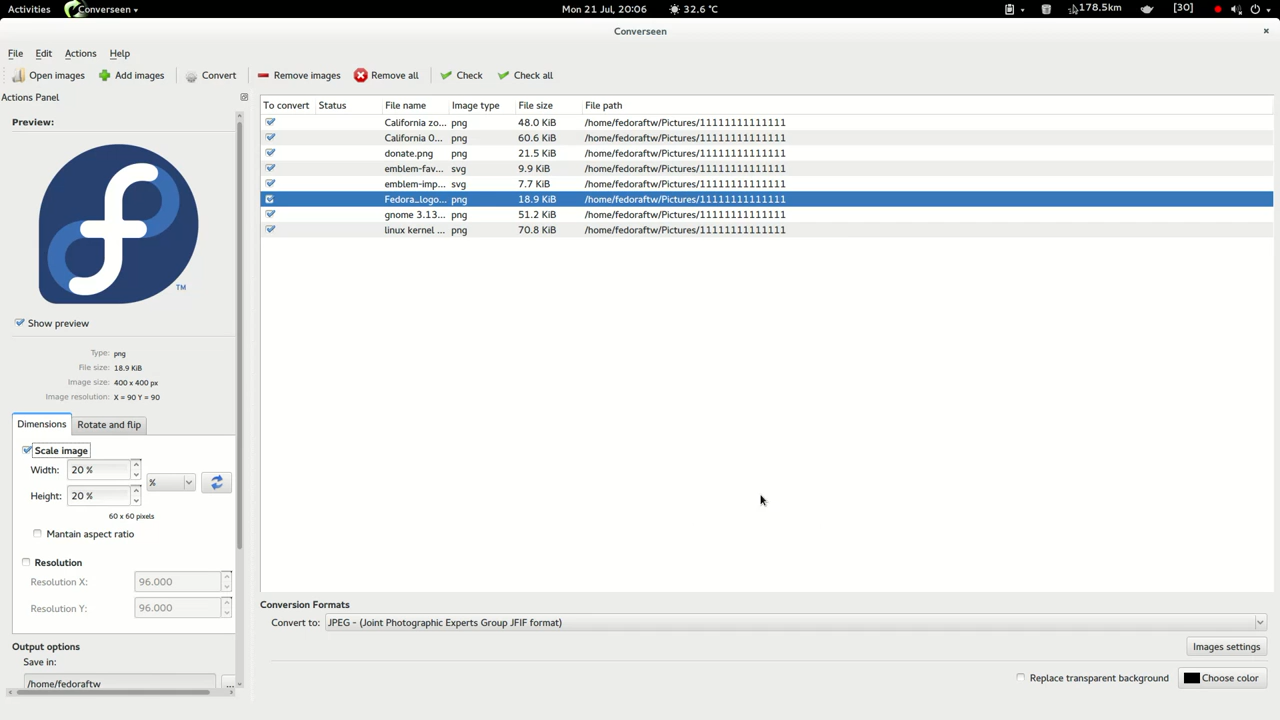 Activities Converseen Mon 21 Jul, 20:06 32.6 °C 178.5km [30]
Converseen
File Edit Actions Help
Open images Add images Convert Remove images Remove all Check Check all
Actions Panel
To convert Status File name Image type File size File path
Preview:
California zo... png 48.0 KiB /home/fedoraftw/Pictures/11111111111111
California 0... png 60.6 KiB /home/fedoraftw/Pictures/11111111111111
donate.png png 21.5 KiB /home/fedoraftw/Pictures/11111111111111
emblem-fav... svg 9.9 KiB /home/fedoraftw/Pictures/11111111111111
emblem-imp... svg 7.7 KiB /home/fedoraftw/Pictures/11111111111111
Fedora_logo... png 18.9 KiB /home/fedoraftw/Pictures/11111111111111
gnome 3.13... png 51.2 KiB /home/fedoraftw/Pictures/11111111111111
linux kernel ... png 70.8 KiB /home/fedoraftw/Pictures/11111111111111
TM
Show preview
Type: png
File size: 18.9 KiB
Image size: 400 x 400 px
Image resolution: X = 90 Y = 90
Dimensions Rotate and flip
Scale image
Width: 20 %
%
Height: 20 %
60 x 60 pixels
Mantain aspect ratio
Resolution
Resolution X: 96.000
Resolution Y: 96.000
Output options
Save in:
/home/fedoraftw ...
Conversion Formats
Convert to: JPEG - (Joint Photographic Experts Group JFIF format)
Images settings
Replace transparent background Choose color